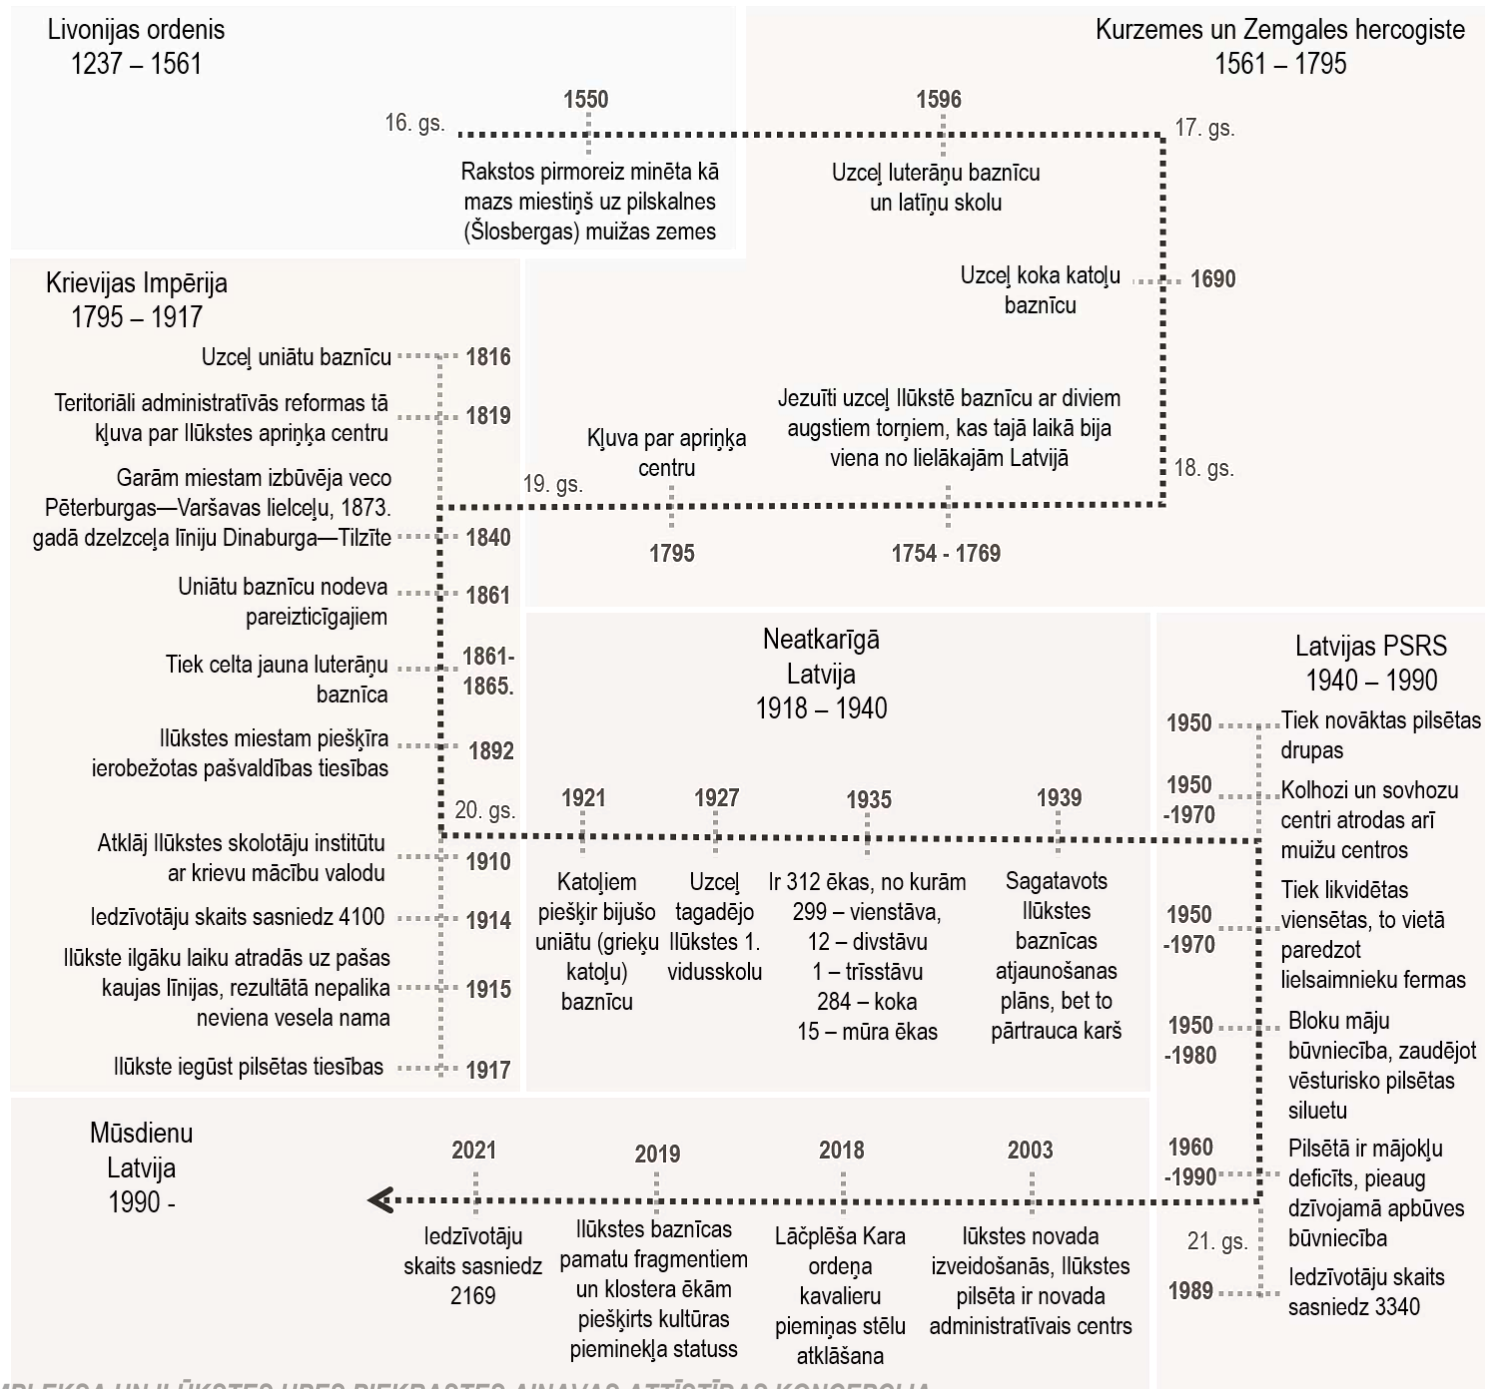 Livonijas ordenis
1237 – 1561
Kurzemes un Zemgales hercogiste
1561 – 1795
16. gs.
1550
Rakstos pirmoreiz minēta kā
mazs miestiņš uz pilskalnes
(Šlosbergas) muižas zemes
1596
Uzceļ luterāņu baznīcu
un latīņu skolu
17. gs.
Uzceļ koka katoļu
baznīcu
1690
18. gs.
Jezuīti uzceļ Ilūkstē baznīcu ar diviem
augstiem torņiem, kas tajā laikā bija
viena no lielākajām Latvijā
1754 - 1769
Kļuva par apriņķa
centru
1795
19. gs.
Krievijas Impērija
1795 – 1917
Uzceļ uniātu baznīcu
1816
Teritoriāli administratīvās reformas tā
kļuva par Ilūkstes apriņķa centru
1819
Garām miestam izbūvēja veco
Pēterburgas—Varšavas lielceļu, 1873.
gadā dzelzceļa līniju Dinaburga—Tilzīte
1840
Uniātu baznīcu nodeva
pareizticīgajiem
1861
Tiek celta jauna luterāņu
baznīca
1861-
1865.
Ilūkstes miestam piešķīra
ierobežotas pašvaldības tiesības
1892
20. gs.
Atklāj Ilūkstes skolotāju institūtu
ar krievu mācību valodu
1910
Iedzīvotāju skaits sasniedz 4100
1914
Ilūkste ilgāku laiku atradās uz pašas
kaujas līnijas, rezultātā nepalika
neviena vesela nama
1915
Ilūkste iegūst pilsētas tiesības
1917
Neatkarīgā
Latvija
1918 – 1940
1921
Katoļiem
piešķir bijušo
uniātu (grieķu
katoļu)
baznīcu
1927
Uzceļ
tagadējo
Ilūkstes 1.
vidusskolu
1935
Ir 312 ēkas, no kurām
299 – vienstāva,
12 – divstāvu
1 – trīsstāvu
284 – koka
15 – mūra ēkas
1939
Sagatavots
Ilūkstes
baznīcas
atjaunošanas
plāns, bet to
pārtrauca karš
Latvijas PSRS
1940 – 1990
1950
Tiek novāktas pilsētas
drupas
1950
-1970
Kolhozi un sovhozu
centri atrodas arī
muižu centros
1950
-1970
Tiek likvidētas
viensētas, to vietā
paredzot
lielsaimnieku fermas
1950
-1980
Bloku māju
būvniecība, zaudējot
vēsturisko pilsētas
siluetu
1960
-1990
Pilsētā ir mājokļu
deficīts, pieaug
dzīvojamā apbūves
būvniecība
21. gs.
1989
Iedzīvotāju skaits
sasniedz 3340
Mūsdienu
Latvija
1990 -
2003
lūkstes novada
izveidošanās, Ilūkstes
pilsēta ir novada
administratīvais centrs
2018
Lāčplēša Kara
ordeņa
kavalieru
piemiņas stēlu
atklāšana
2019
Ilūkstes baznīcas
pamatu fragmentiem
un klostera ēkām
piešķirts kultūras
pieminekļa statuss
2021
Iedzīvotāju
skaits sasniedz
2169